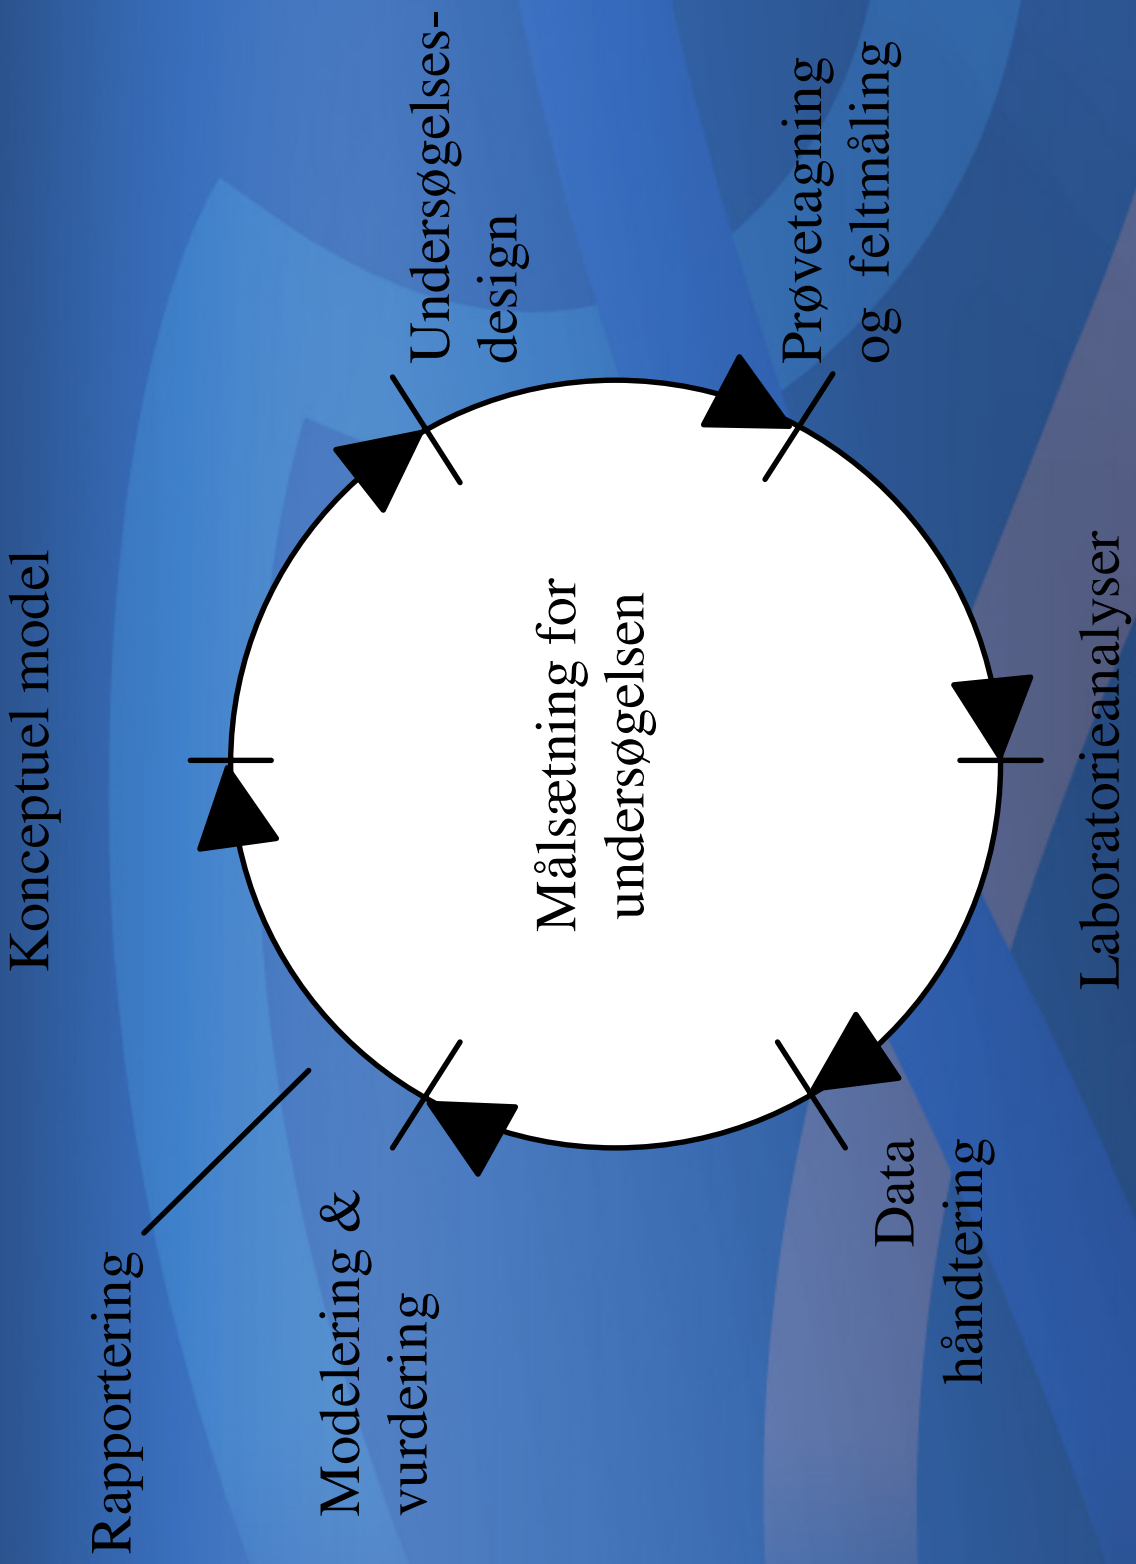 Konceptuel model
Undersøgelses-
design
Prøvetagning
og feltmåling
Laboratorieanalyser
Data
håndtering
Modelering &
vurdering
Rapportering
Målsætning for
undersøgelsen